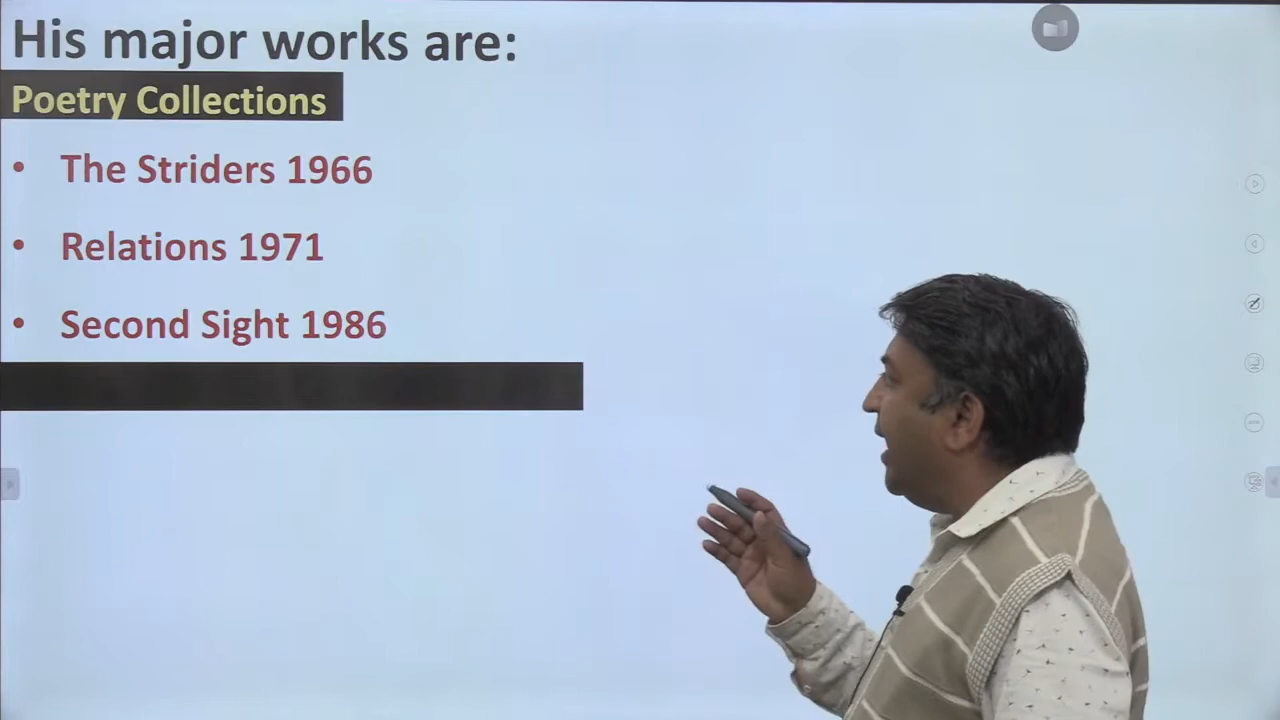 His major works are:
Poetry Collections
• The Striders 1966
• Relations 1971
• Second Sight 1986